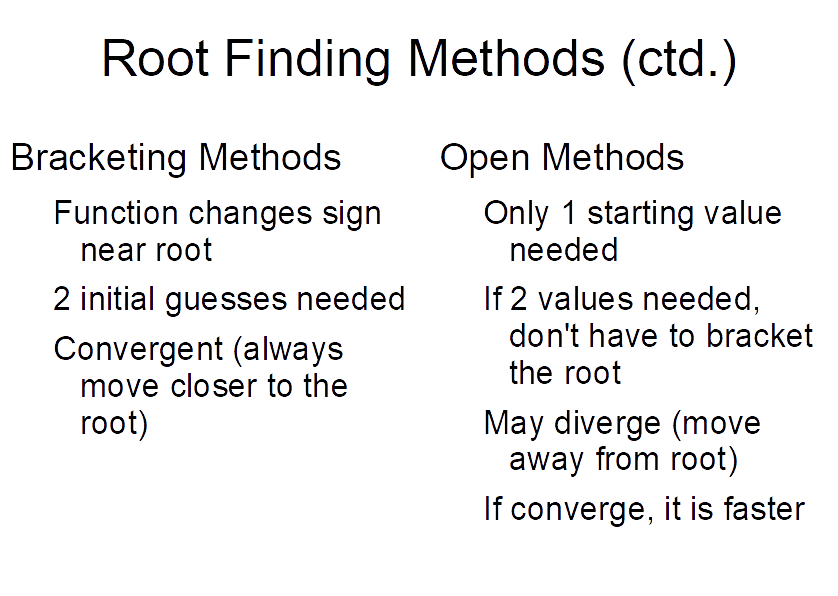 Root Finding Methods (ctd.)
Bracketing Methods
Function changes sign
near root
2 initial guesses needed
Convergent (always
move closer to the
root)
Open Methods
Only 1 starting value
needed
If 2 values needed,
don't have to bracket
the root
May diverge (move
away from root)
If converge, it is faster